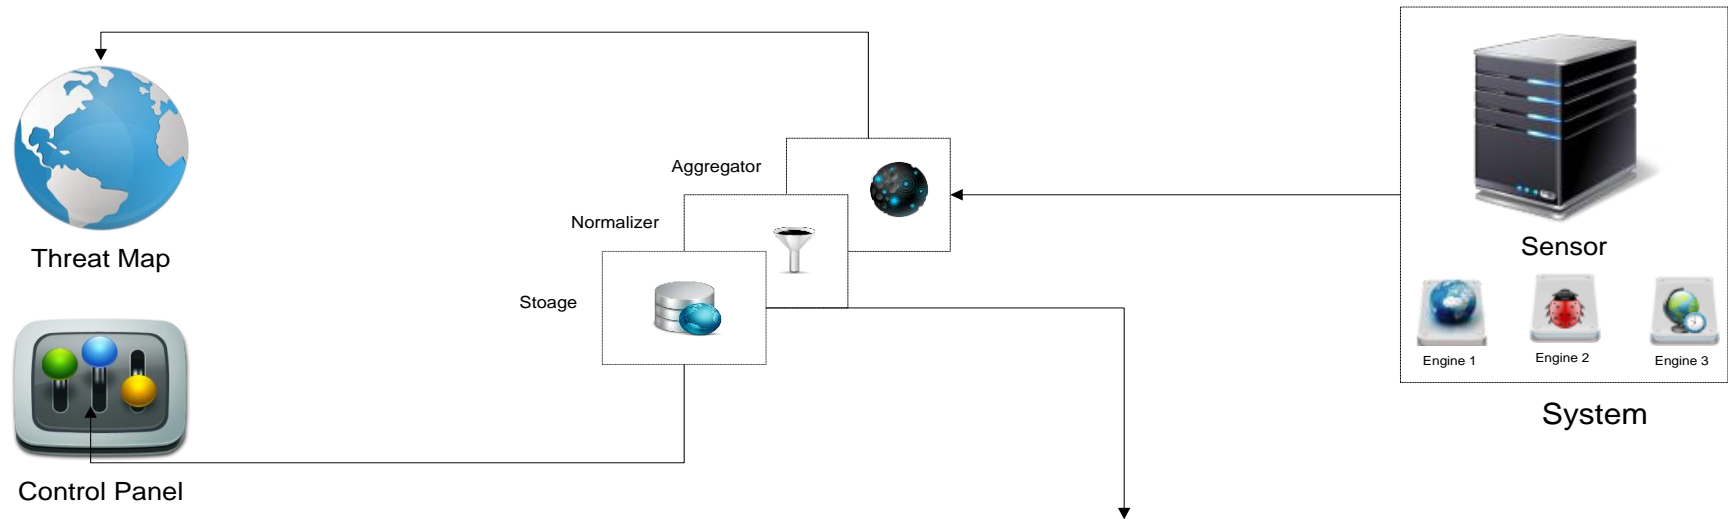 Aggregator
Normalizer
Stoage
Threat Map
Control Panel
Sensor
Engine 1
Engine 2
Engine 3
System